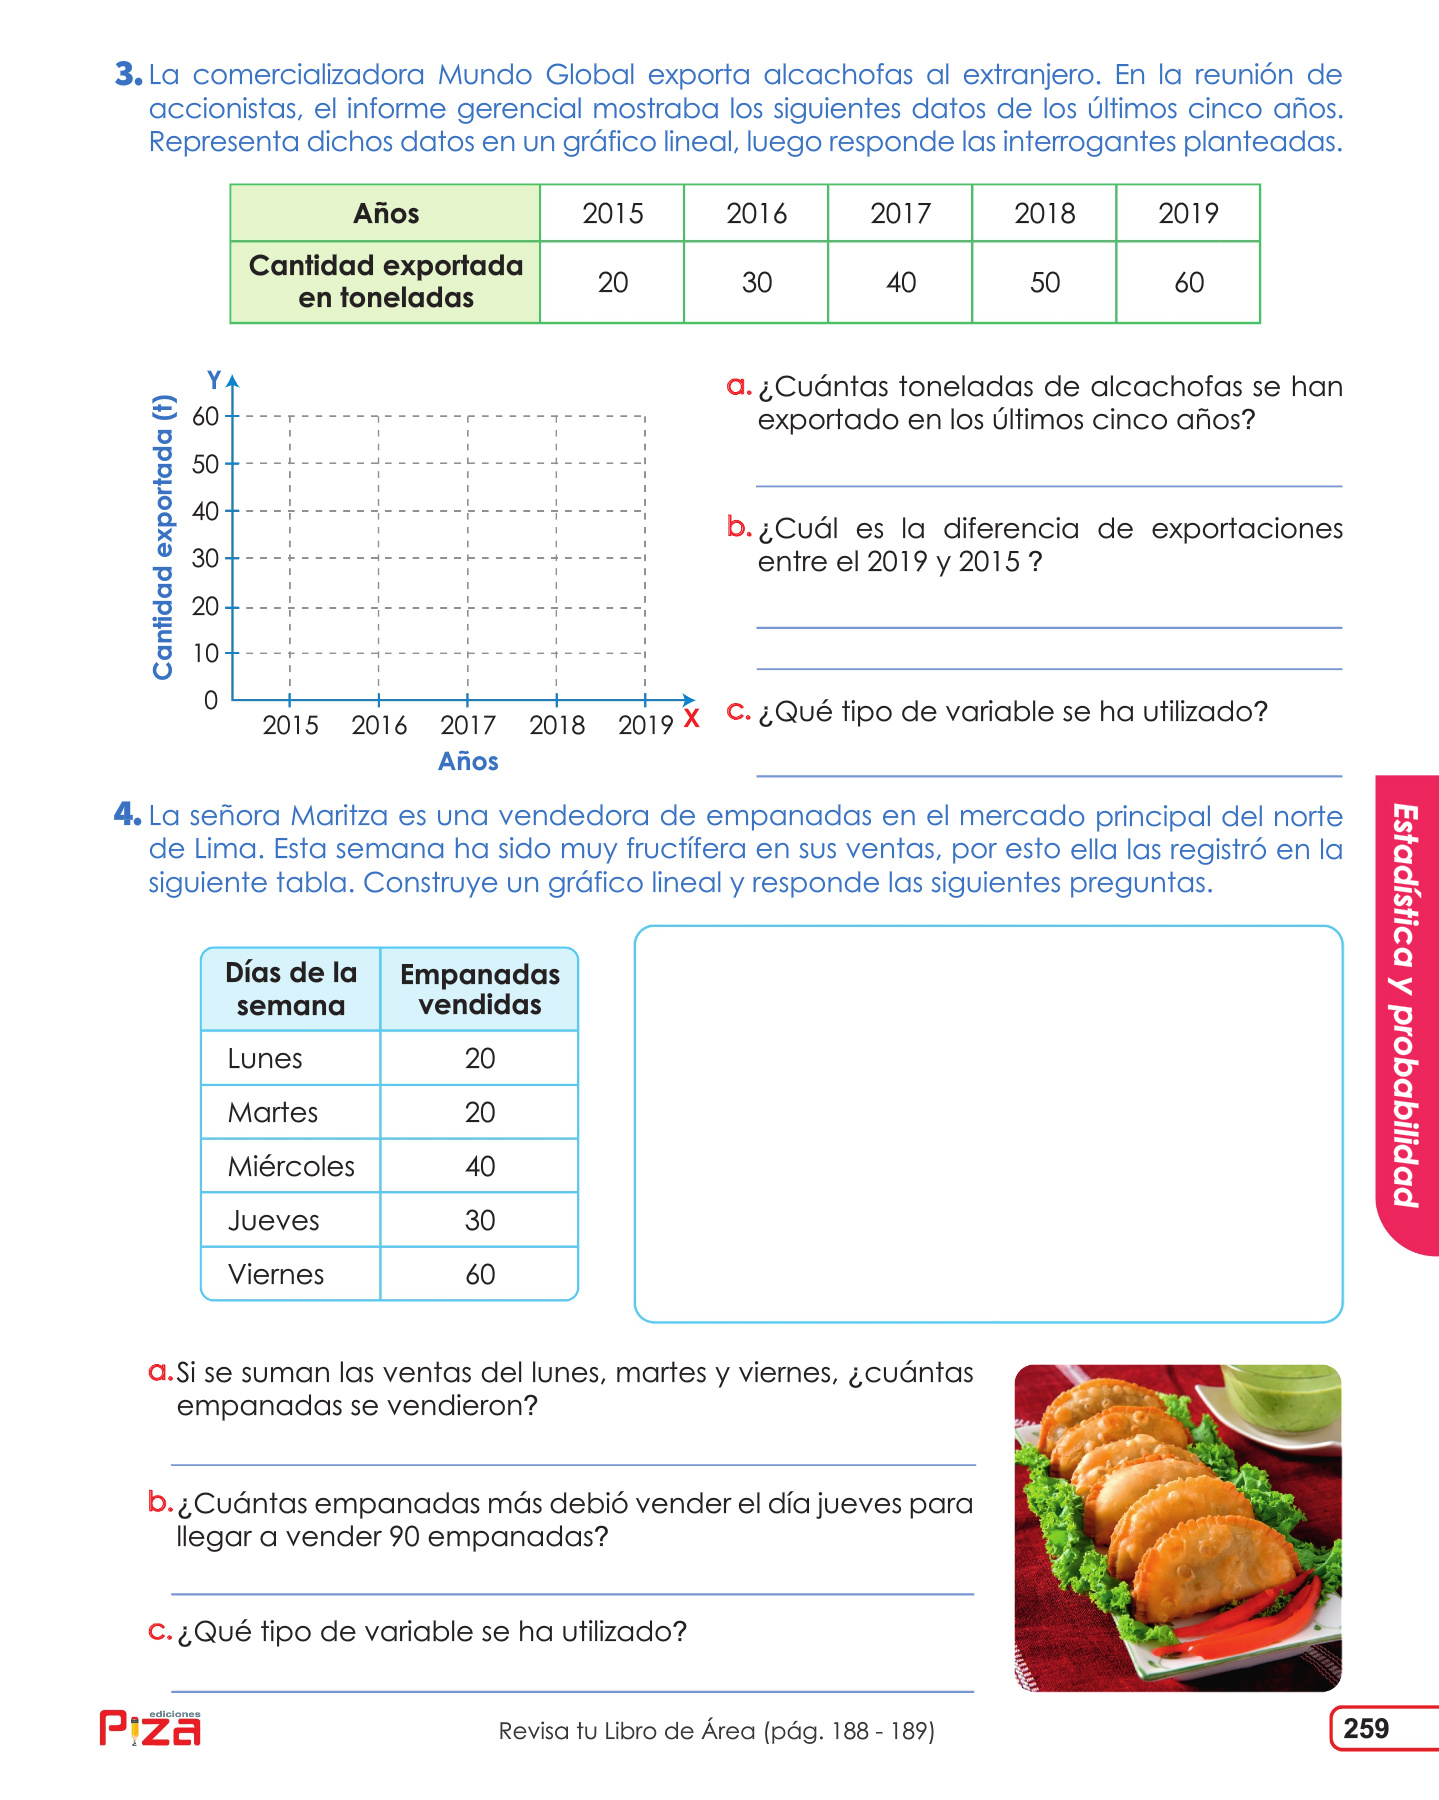 3. La comercializadora Mundo Global exporta alcachofas al extranjero. En la reunión de
accionistas, el informe gerencial mostraba los siguientes datos de los últimos cinco años.
Representa dichos datos en un gráfico lineal, luego responde las interrogantes planteadas.
Años 2015 2016 2017 2018 2019
Cantidad exportada
en toneladas
20 30 40 50 60
Y
Cantidad exportada (t)
60
50
40
30
20
10
0
2015 2016 2017 2018 2019 X
Años
a. ¿Cuántas toneladas de alcachofas se han
exportado en los últimos cinco años?
b. ¿Cuál es la diferencia de exportaciones
entre el 2019 y 2015 ?
c. ¿Qué tipo de variable se ha utilizado?
4. La señora Maritza es una vendedora de empanadas en el mercado principal del norte
de Lima. Esta semana ha sido muy fructífera en sus ventas, por esto ella las registró en la
siguiente tabla. Construye un gráfico lineal y responde las siguientes preguntas.
Días de la
semana
Empanadas
vendidas
Lunes 20
Martes 20
Miércoles 40
Jueves 30
Viernes 60
a. Si se suman las ventas del lunes, martes y viernes, ¿cuántas
empanadas se vendieron?
b. ¿Cuántas empanadas más debió vender el día jueves para
llegar a vender 90 empanadas?
c. ¿Qué tipo de variable se ha utilizado?
Estadística y probabilidad
ediciones
Piza
Revisa tu Libro de Área (pág. 188 - 189)
259